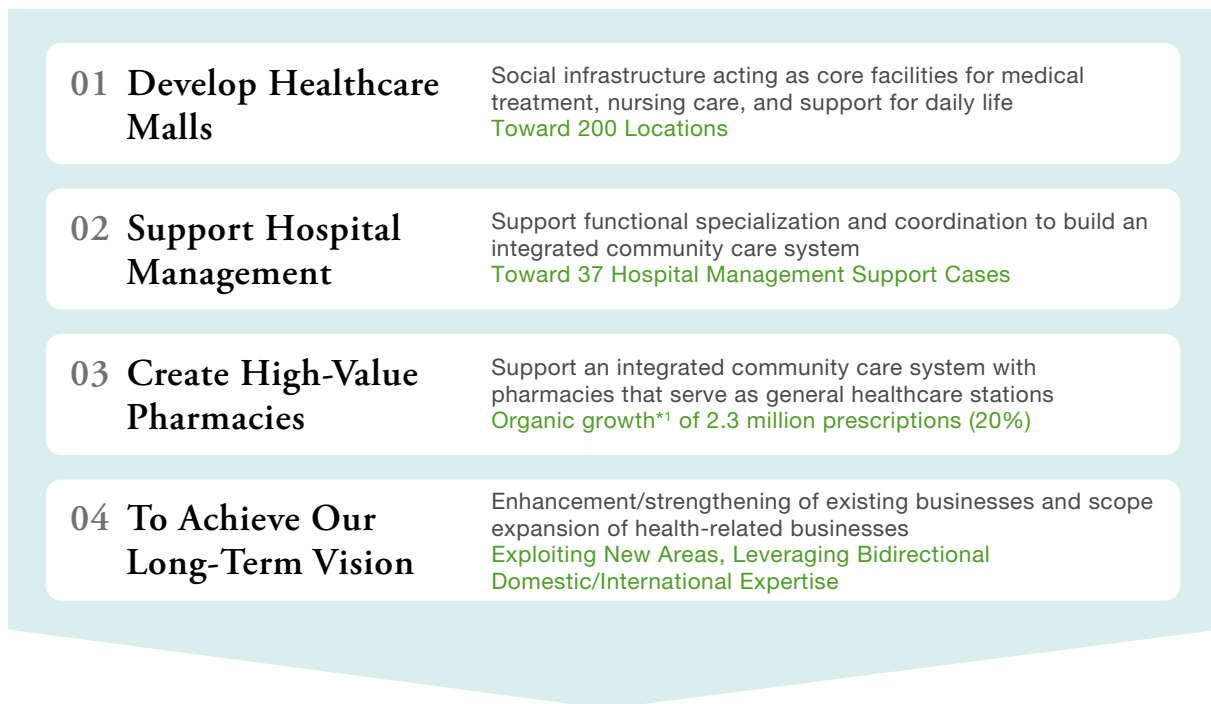 01 Develop Healthcare
Malls
Social infrastructure acting as core facilities for medical
treatment, nursing care, and support for daily life
Toward 200 Locations
02 Support Hospital
Management
Support functional specialization and coordination to build an
integrated community care system
Toward 37 Hospital Management Support Cases
03 Create High-Value
Pharmacies
Support an integrated community care system with
pharmacies that serve as general healthcare stations
Organic growth*1 of 2.3 million prescriptions (20%)
04 To Achieve Our
Long-Term Vision
Enhancement/strengthening of existing businesses and scope
expansion of health-related businesses
Exploiting New Areas, Leveraging Bidirectional
Domestic/International Expertise